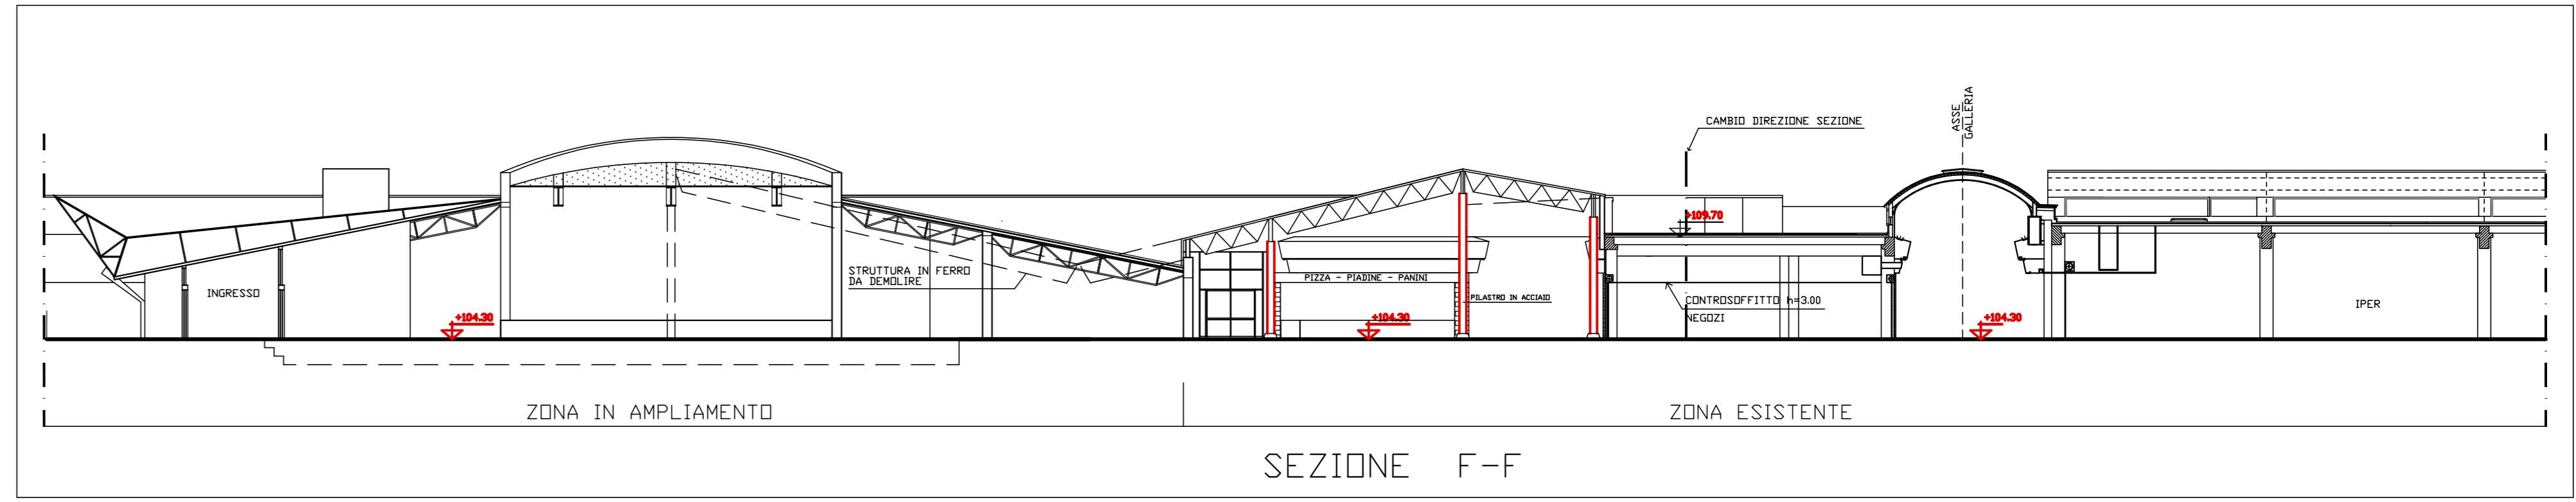 CAMBIO DIREZIONE SEZIONE
ASSE
GALLERIA
+109.70
STRUTTURA IN FERRO
DA DEMOLIRE
PIZZA - PIADINE - PANINI
INGRESSO
PILASTRO IN ACCIAIO
CONTROSOFFITTO h=3.00
NEGOZI
IPER
+104.30
+104.30
+104.30
ZONA IN AMPLIAMENTO
ZONA ESISTENTE
SEZIONE F-F